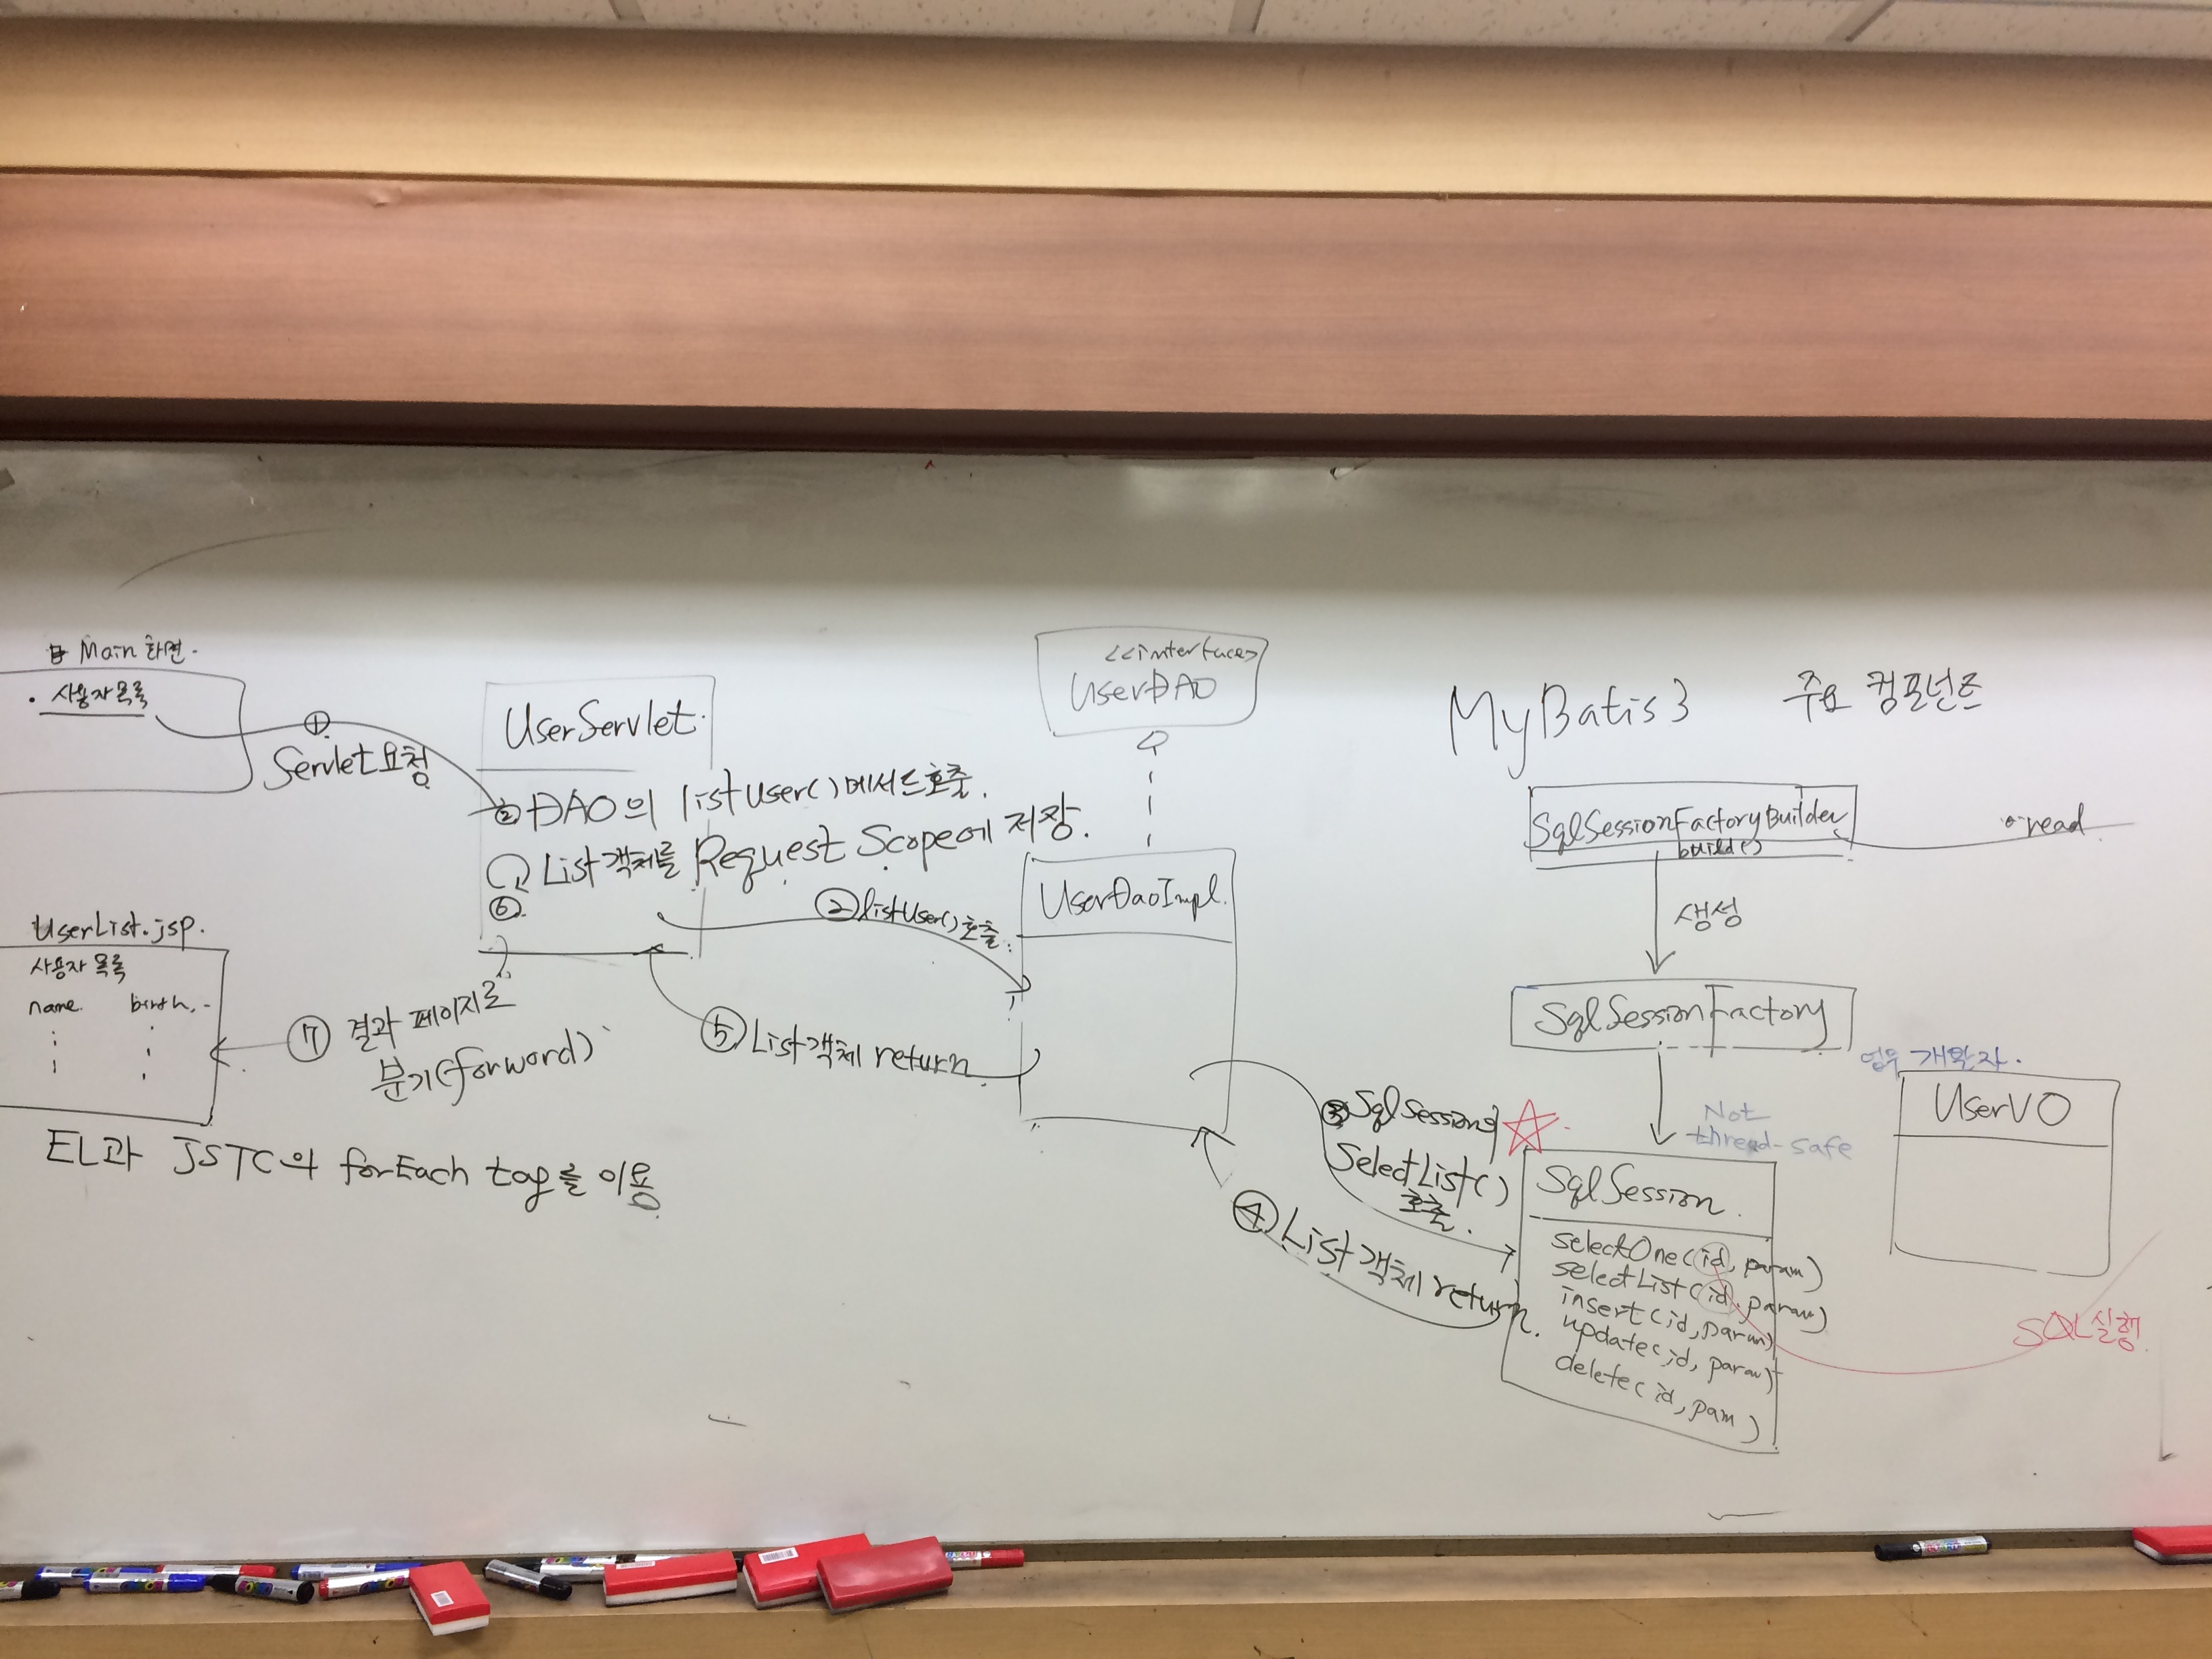 Main 화면.
· 사용자 목록
①
Servlet 요청
UserServlet.
② DAO의 listUser() 메서드 호출.
List 객체를 Request Scope에 저장.
⑥
② listUser() 호출.
<<interface>
UserDAO
UserDaoImpl.
⑤ List 객체 return.
UserList.jsp.
사용자 목록
name. birth. -
⑦ 결과 페이지로
분기(forword)
EL과 JSTC의 forEach tag를 이용
③ SqlSession의
SelectList()
호출.
④ List 객체 return.
MyBatis3 주요 컴포넌트
SqlSessionFactoryBuilder
build()
read
생성
SqlSessionFactory
Not
thread-safe
SqlSession.
selectOne(id, param)
selectList(id, param)
insert(id, param)
update(id, param)
delete(id, pam)
개발자.
UserVO
SQL실행